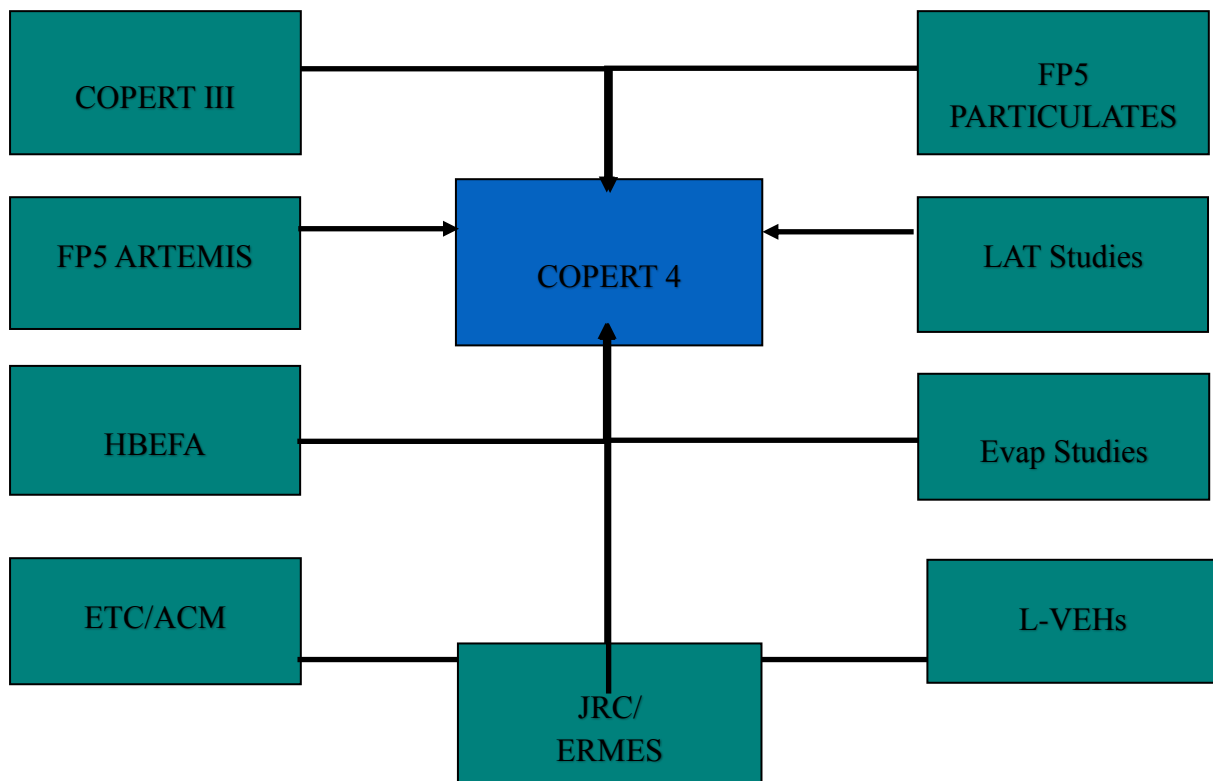 COPERT III
FP5
PARTICULATES
FP5 ARTEMIS
COPERT 4
LAT Studies
HBEFA
Evap Studies
ETC/ACM
JRC/
ERMES
L-VEHs